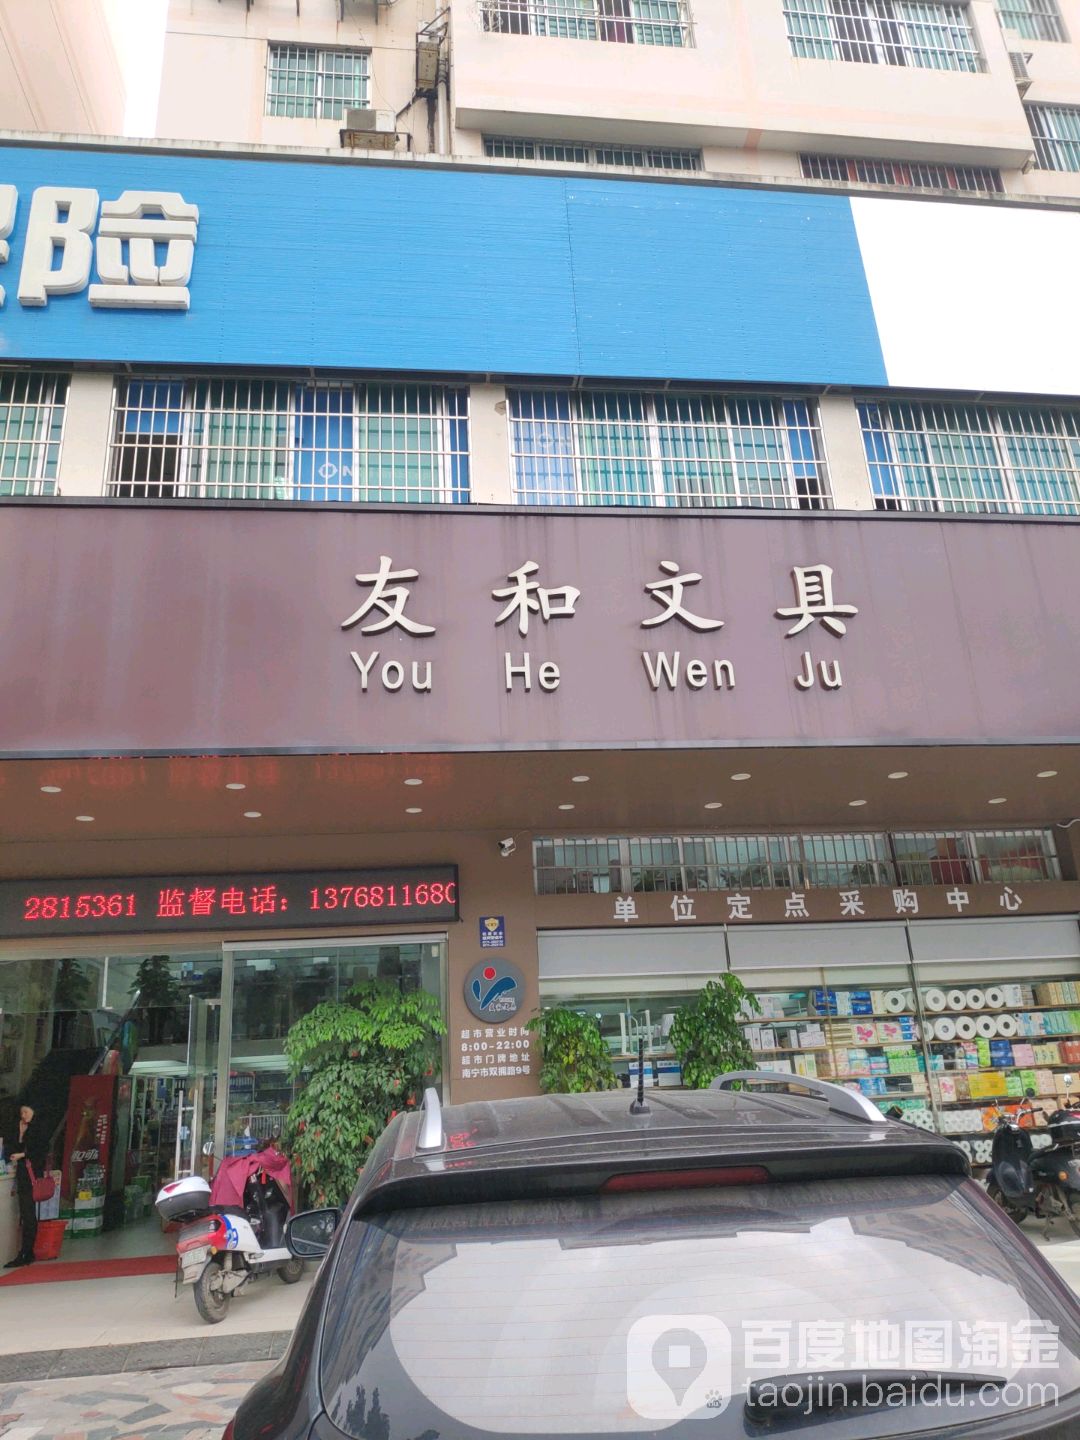 险
友和文具
You He Wen Ju
2815361 监督电话：1376811680
单位定点采购中心
超市营业时间
8:00-22:00
超市门牌地址
南宁市双拥路9号
百度地图淘金
taojin.baidu.com